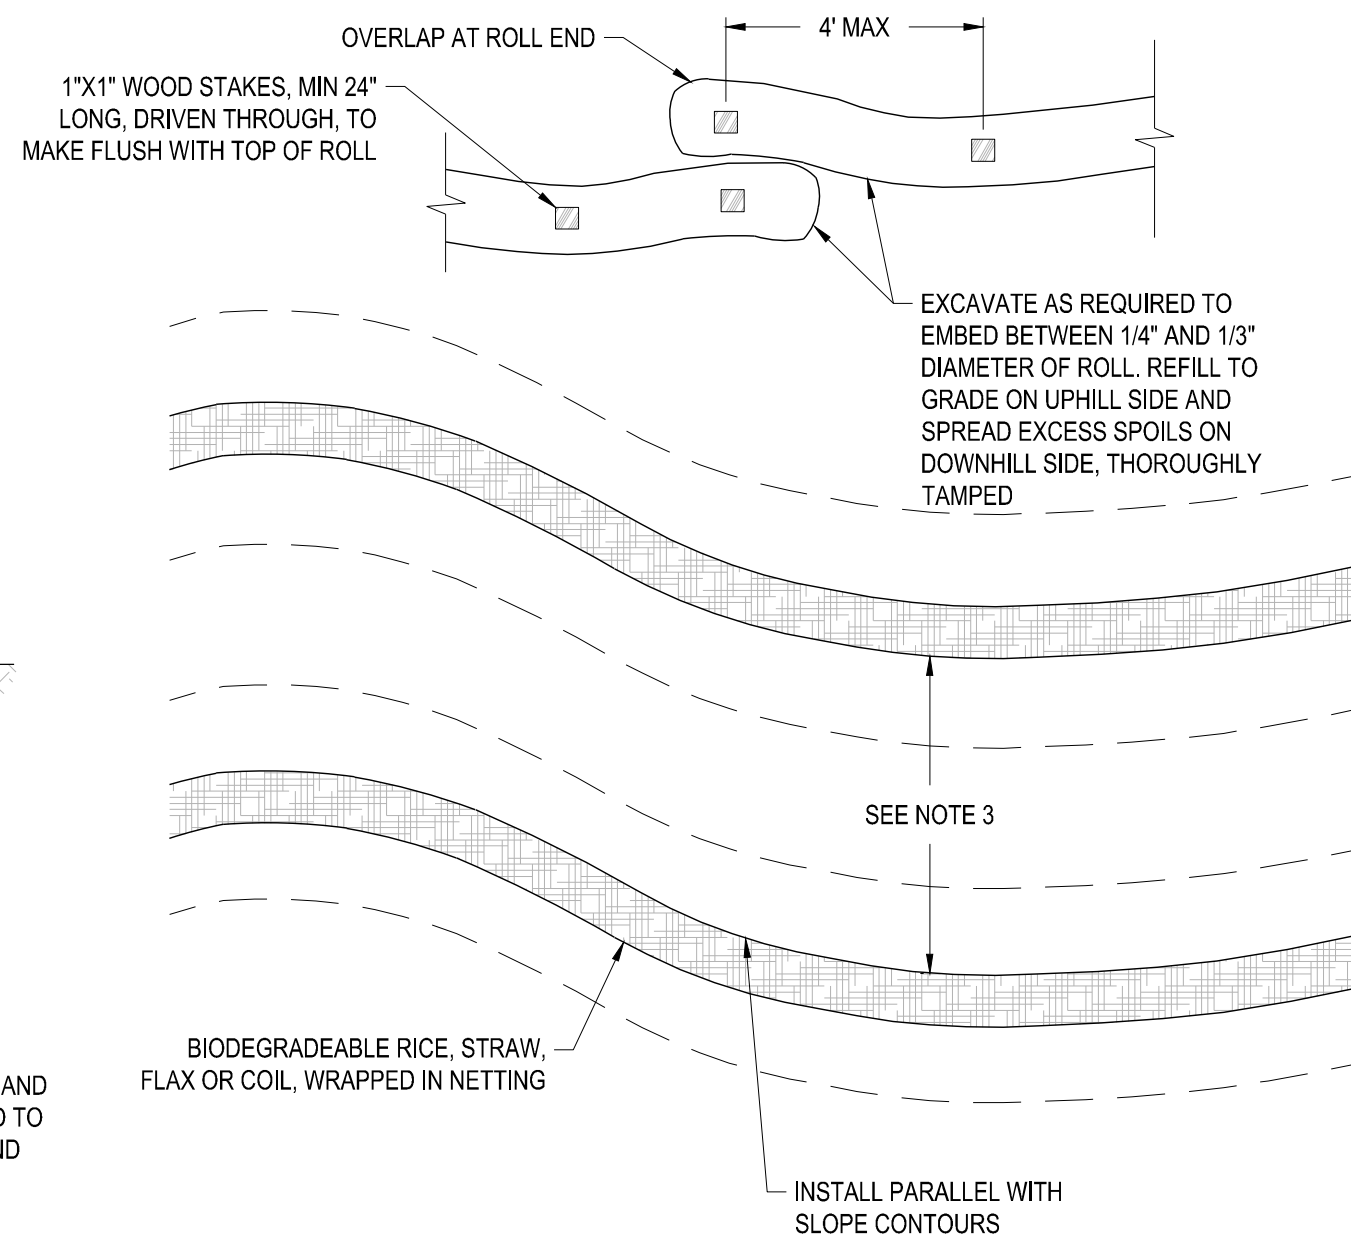 OVERLAP AT ROLL END
4' MAX
1"X1" WOOD STAKES, MIN 24"
LONG, DRIVEN THROUGH, TO
MAKE FLUSH WITH TOP OF ROLL
EXCAVATE AS REQUIRED TO
EMBED BETWEEN 1/4" AND 1/3"
DIAMETER OF ROLL. REFILL TO
GRADE ON UPHILL SIDE AND
SPREAD EXCESS SPOILS ON
DOWNHILL SIDE, THOROUGHLY
TAMPED
SEE NOTE 3
BIODEGRADEABLE RICE, STRAW,
FLAX OR COIL, WRAPPED IN NETTING
AND
TO
INSTALL PARALLEL WITH
SLOPE CONTOURS